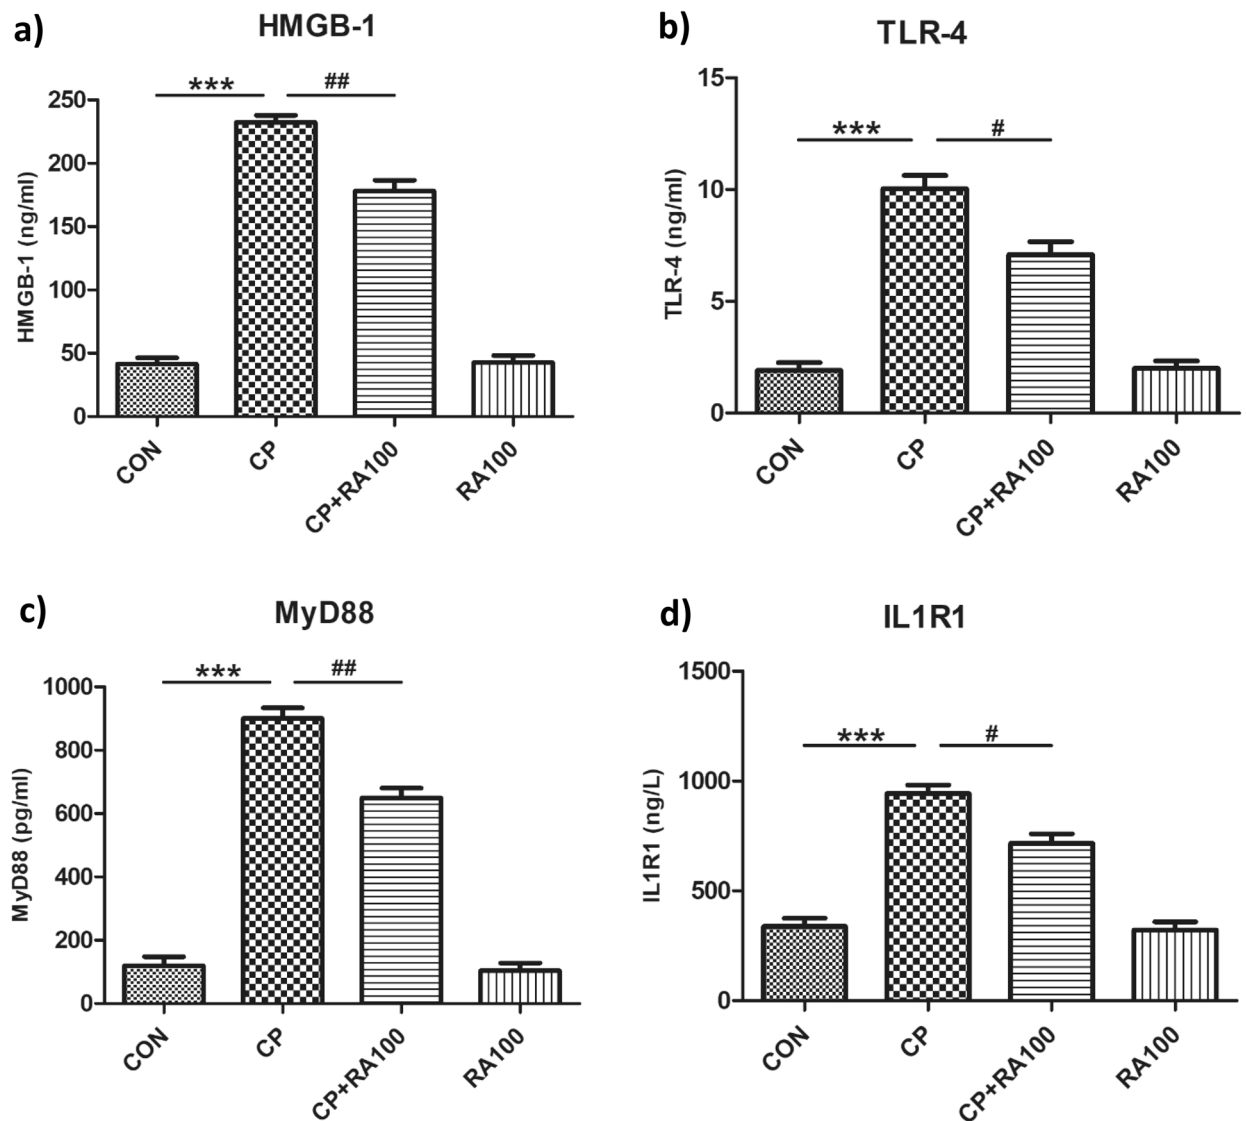 a)
HMGB-1
*** ##
HMGB-1 (ng/ml)
250
200
150
100
50
0
CON CP CP+RA100 RA100
b)
TLR-4
*** #
TLR-4 (ng/ml)
15
10
5
0
CON CP CP+RA100 RA100
c)
MyD88
*** ##
MyD88 (pg/ml)
1000
800
600
400
200
0
CON CP CP+RA100 RA100
d)
IL1R1
*** #
IL1R1 (ng/L)
1500
1000
500
0
CON CP CP+RA100 RA100